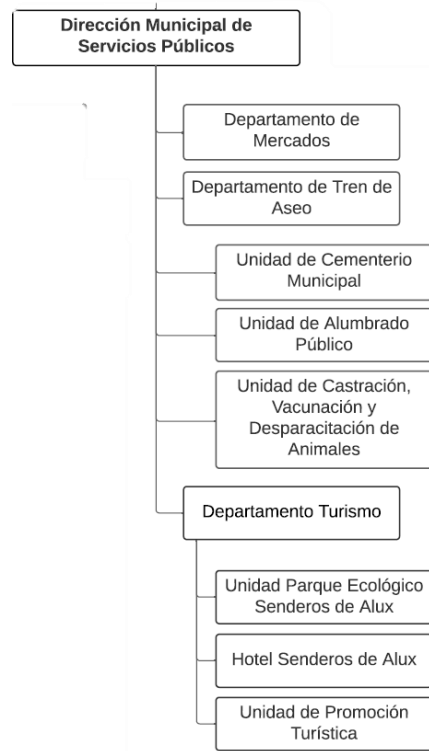 Dirección Municipal de
Servicios Públicos
Departamento de
Mercados
Departamento de Tren de
Aseo
Unidad de Cementerio
Municipal
Unidad de Alumbrado
Público
Unidad de Castración,
Vacunación y
Desparacitación de
Animales
Departamento Turismo
Unidad Parque Ecológico
Senderos de Alux
Hotel Senderos de Alux
Unidad de Promoción
Turística